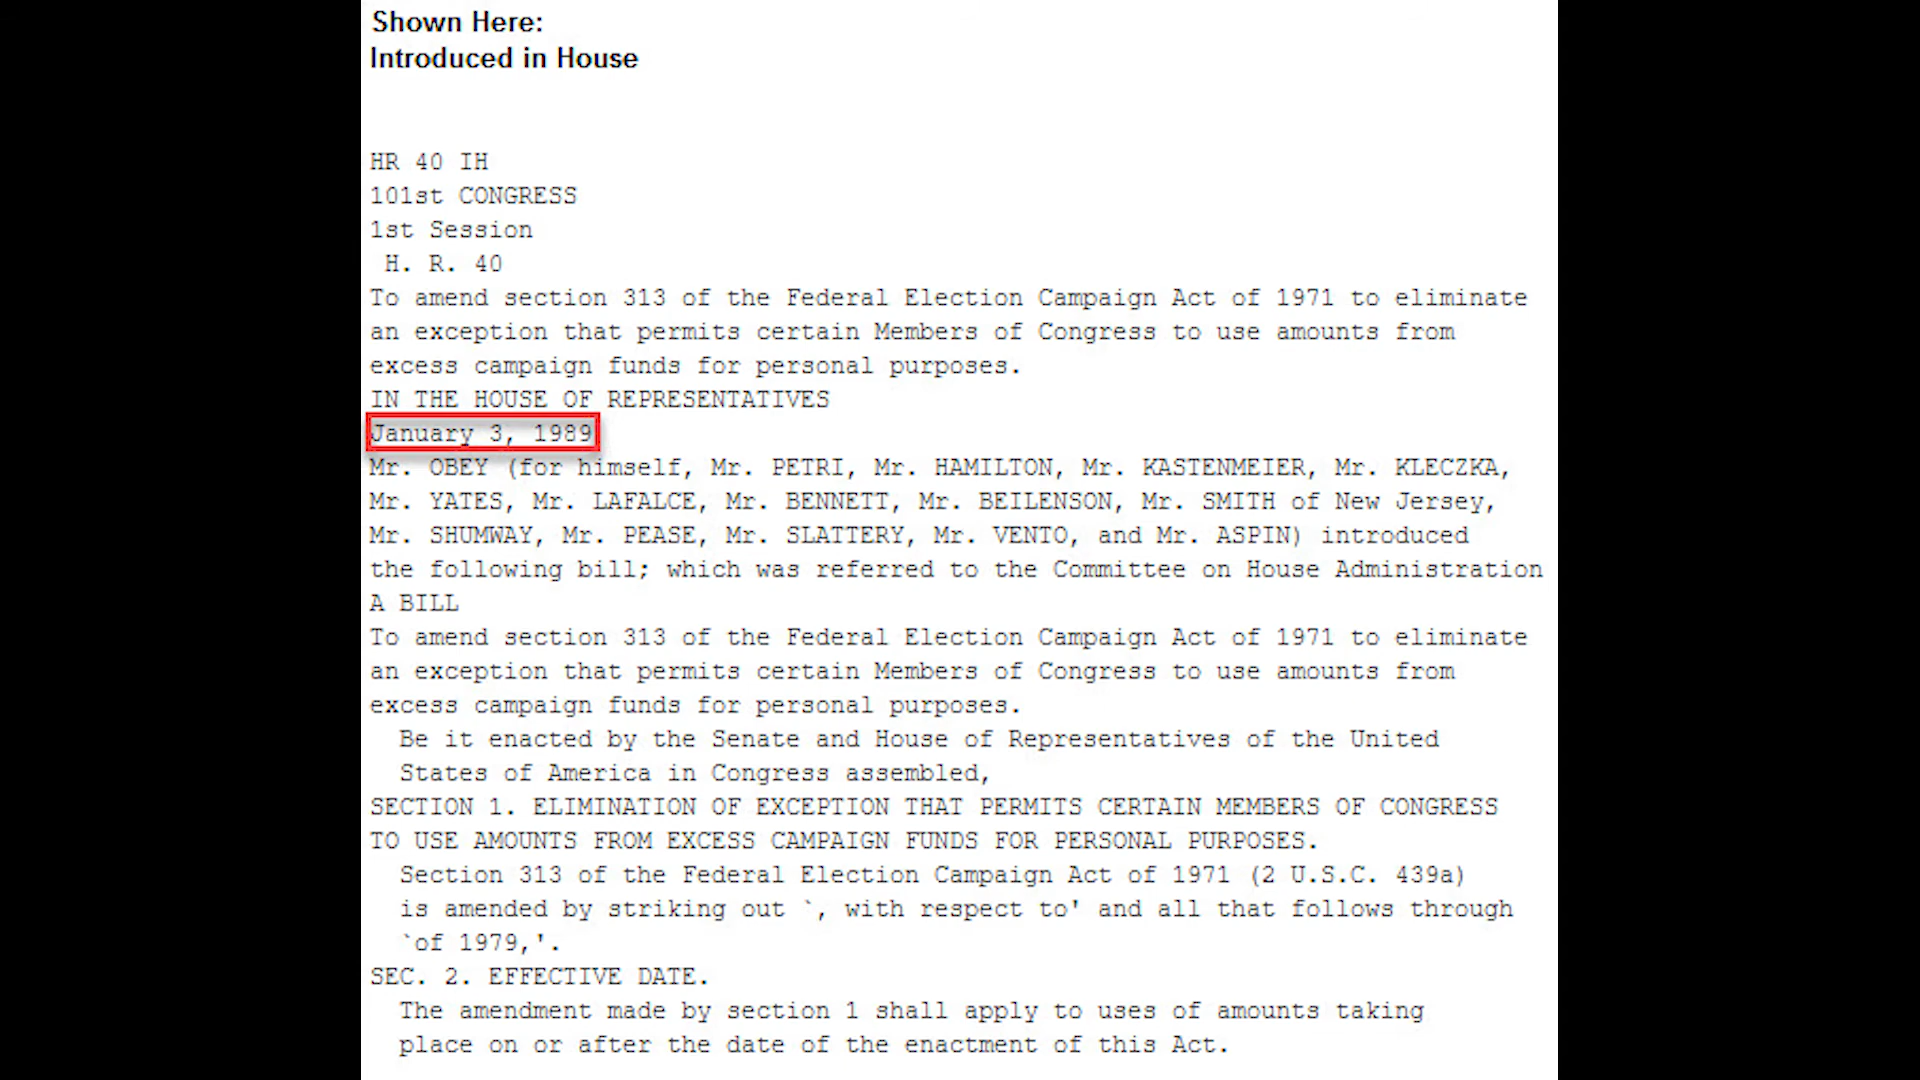 Shown Here:
Introduced in House
HR 40 IH
101st CONGRESS
1st Session
H. R. 40
To amend section 313 of the Federal Election Campaign Act of 1971 to eliminate
an exception that permits certain Members of Congress to use amounts from
excess campaign funds for personal purposes.
IN THE HOUSE OF REPRESENTATIVES
January 3, 1989
Mr. OBEY (for himself, Mr. PETRI, Mr. HAMILTON, Mr. KASTENMEIER, Mr. KLECZKA,
Mr. YATES, Mr. LAFALCE, Mr. BENNETT, Mr. BEILENSON, Mr. SMITH of New Jersey,
Mr. SHUMWAY, Mr. PEASE, Mr. SLATTERY, Mr. VENTO, and Mr. ASPIN) introduced
the following bill; which was referred to the Committee on House Administration
A BILL
To amend section 313 of the Federal Election Campaign Act of 1971 to eliminate
an exception that permits certain Members of Congress to use amounts from
excess campaign funds for personal purposes.
Be it enacted by the Senate and House of Representatives of the United
States of America in Congress assembled,
SECTION 1. ELIMINATION OF EXCEPTION THAT PERMITS CERTAIN MEMBERS OF CONGRESS
TO USE AMOUNTS FROM EXCESS CAMPAIGN FUNDS FOR PERSONAL PURPOSES.
Section 313 of the Federal Election Campaign Act of 1971 (2 U.S.C. 439a)
is amended by striking out `, with respect to' and all that follows through
`of 1979,'.
SEC. 2. EFFECTIVE DATE.
The amendment made by section 1 shall apply to uses of amounts taking
place on or after the date of the enactment of this Act.